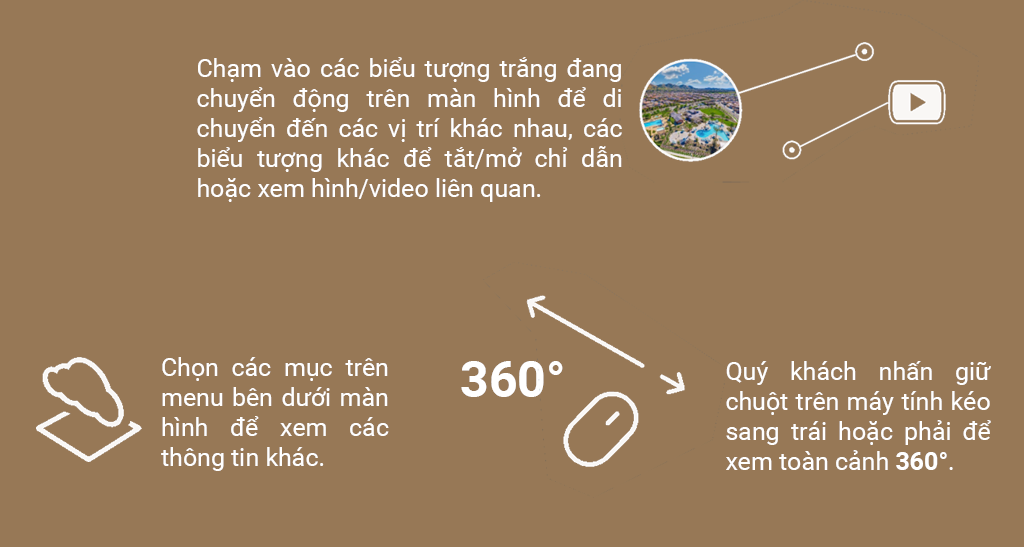 Chạm vào các biểu tượng trắng đang
chuyển động trên màn hình để di
chuyển đến các vị trí khác nhau, các
biểu tượng khác để tắt/mở chỉ dẫn
hoặc xem hình/video liên quan.
Chọn các mục trên
menu bên dưới màn
hình để xem các
thông tin khác.
360°
Quý khách nhấn giữ
chuột trên máy tính kéo
sang trái hoặc phải để
xem toàn cảnh 360°.